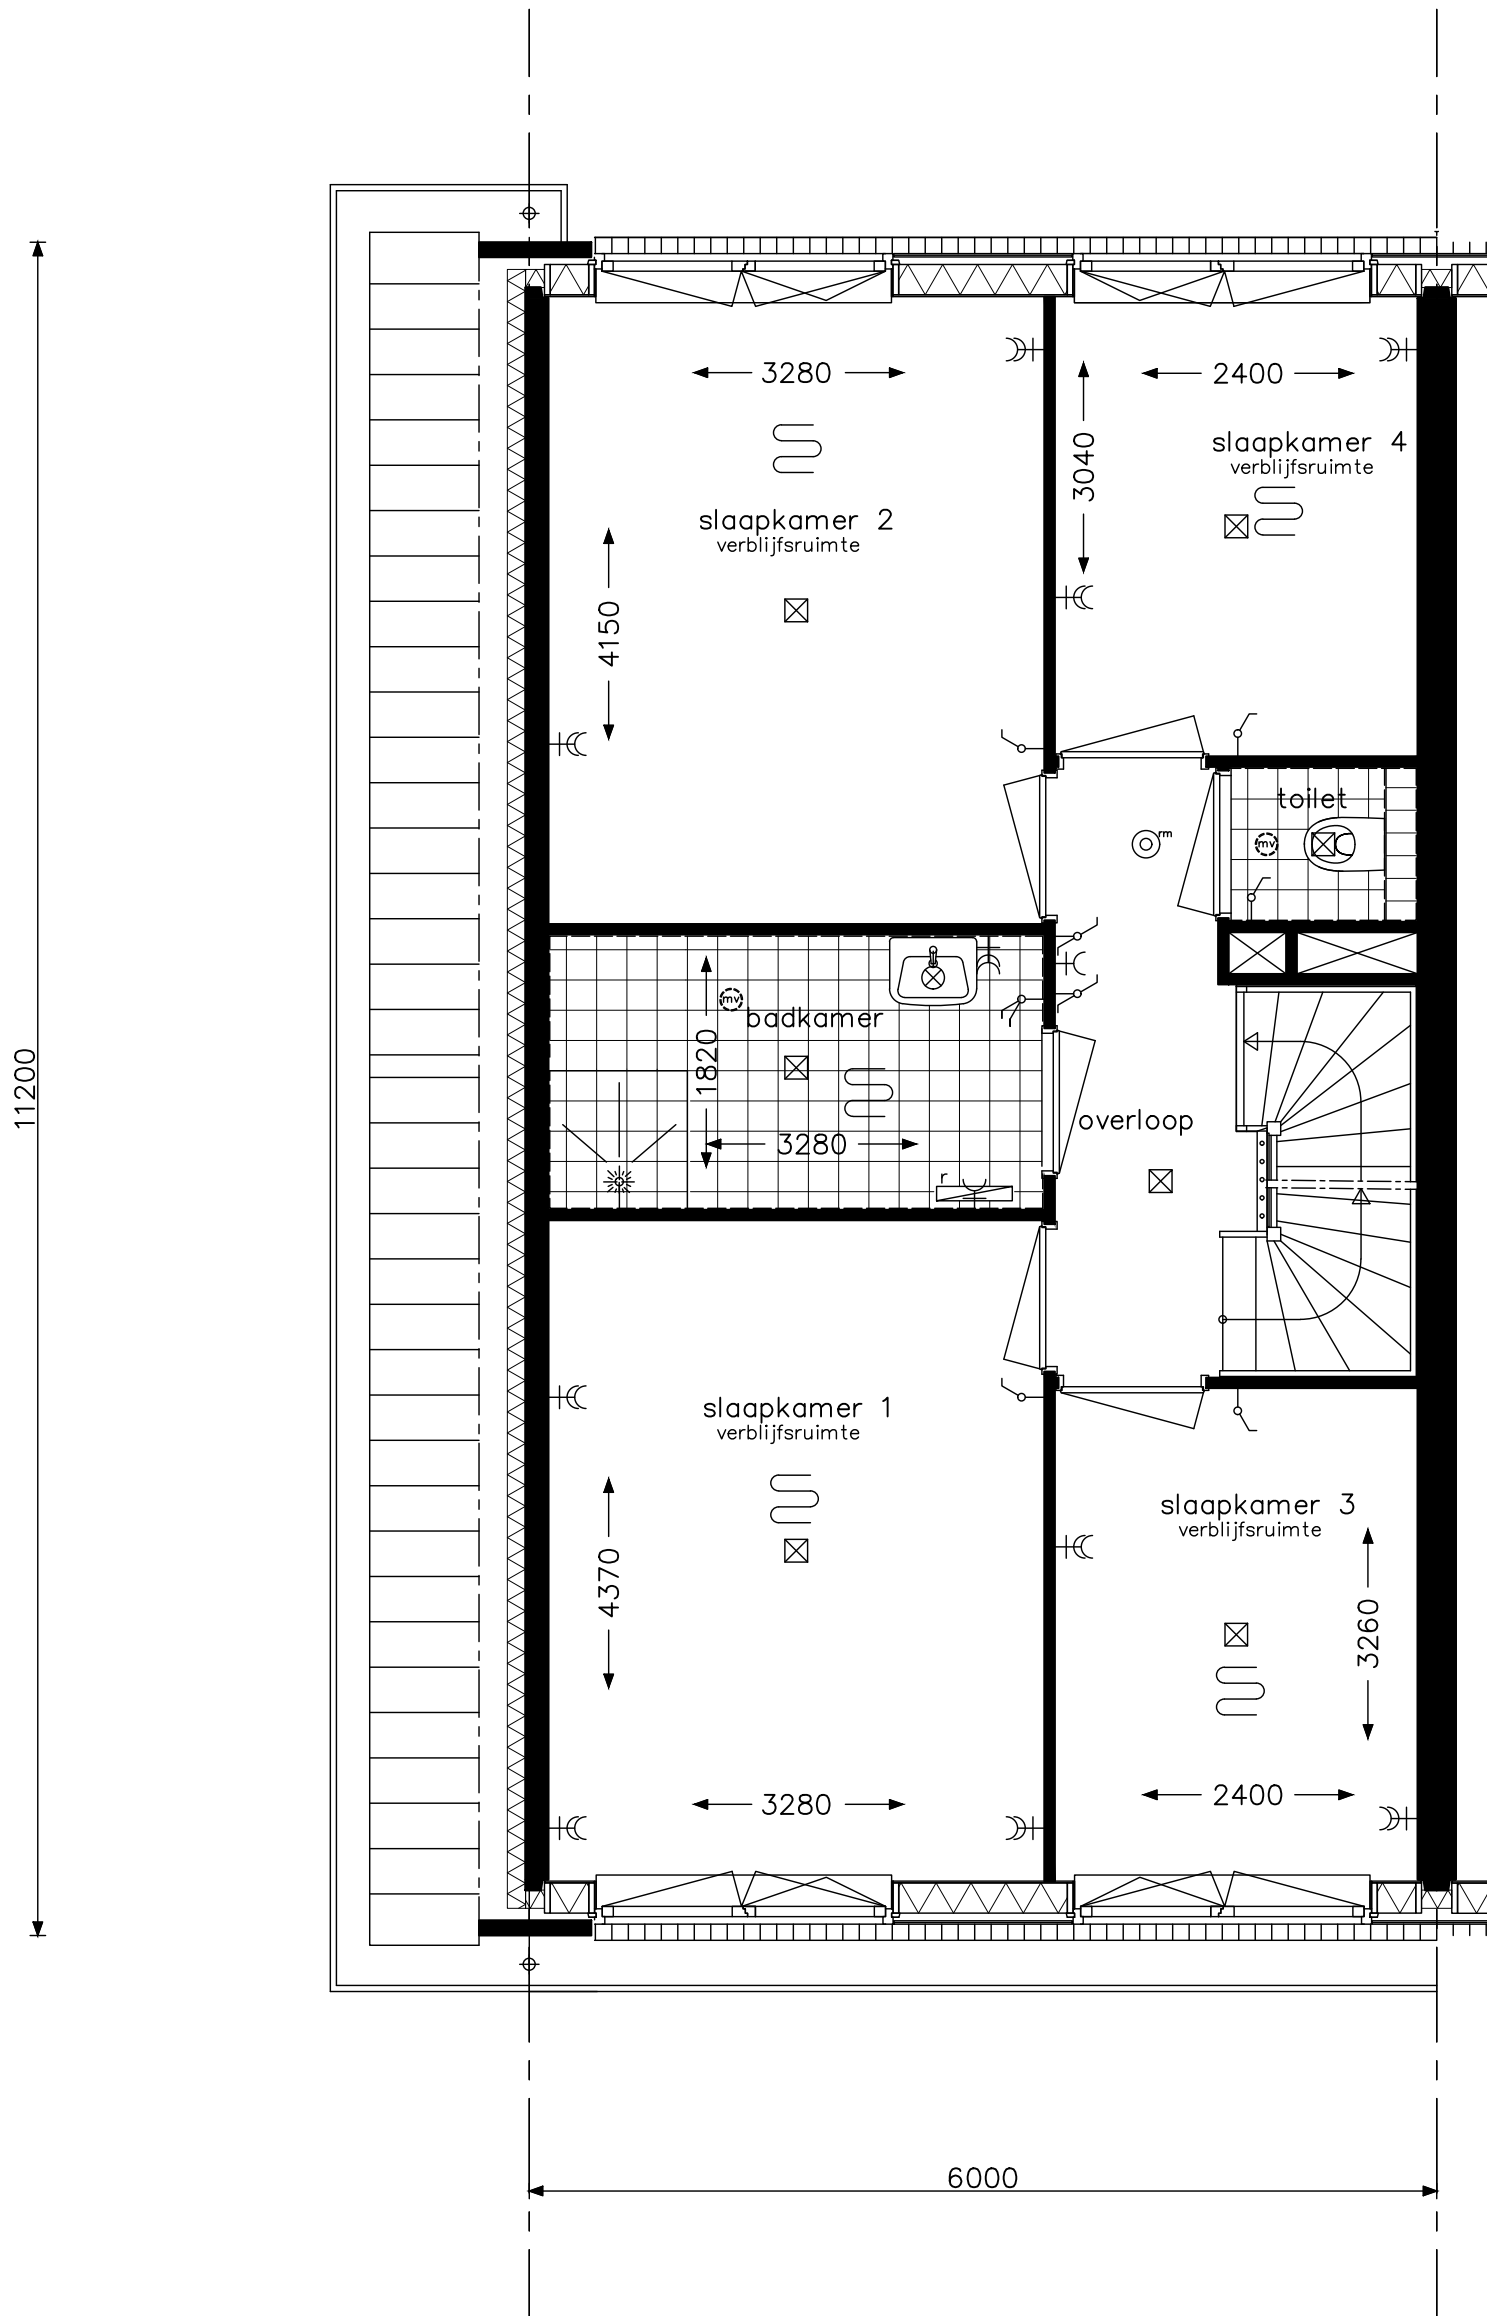 3280
2400
slaapkamer 4
verblijfsruimte
3040
slaapkamer 2
verblijfsruimte
4150
toilet
rm
mv
mv
badkamer
1820
3280
r
overloop
11200
slaapkamer 1
verblijfsruimte
4370
slaapkamer 3
verblijfsruimte
3260
3280
2400
6000